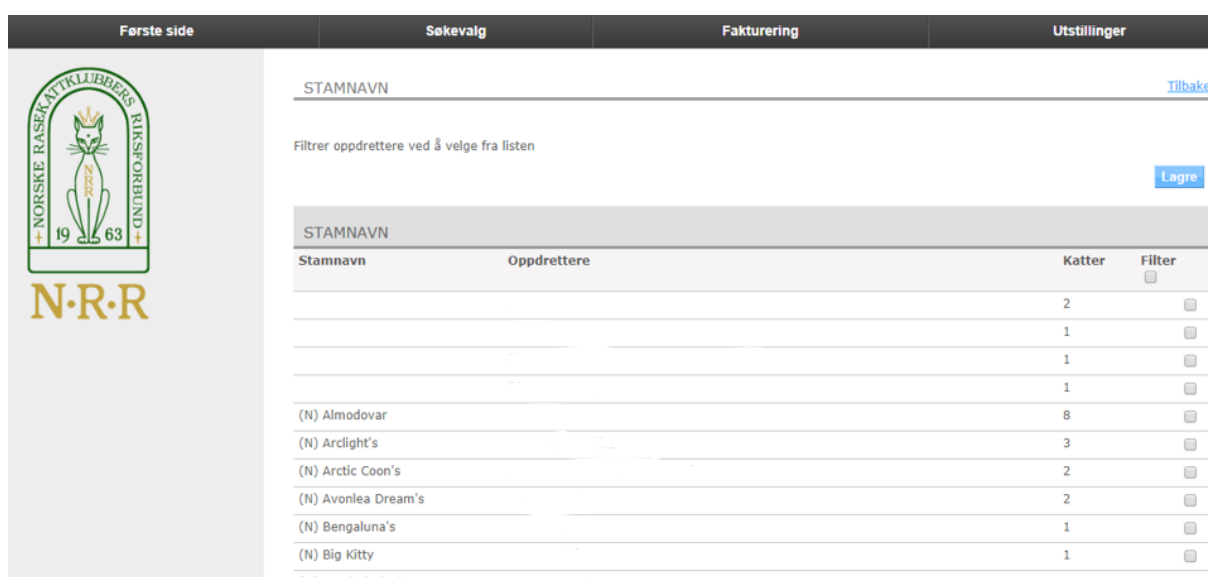 Første side Søkevalg Fakturering Utstillinger
NORSKE RASEKATTKLUBBERS RIKSFORBUND
NRR
19 63
N·R·R
STAMNAVN Tilbake
Filtrer oppdrettere ved å velge fra listen
Lagre
STAMNAVN
Stamnavn Oppdrettere Katter Filter
2
1
1
1
(N) Almodovar 8
(N) Arclight's 3
(N) Arctic Coon's 2
(N) Avonlea Dream's 2
(N) Bengaluna's 1
(N) Big Kitty 1